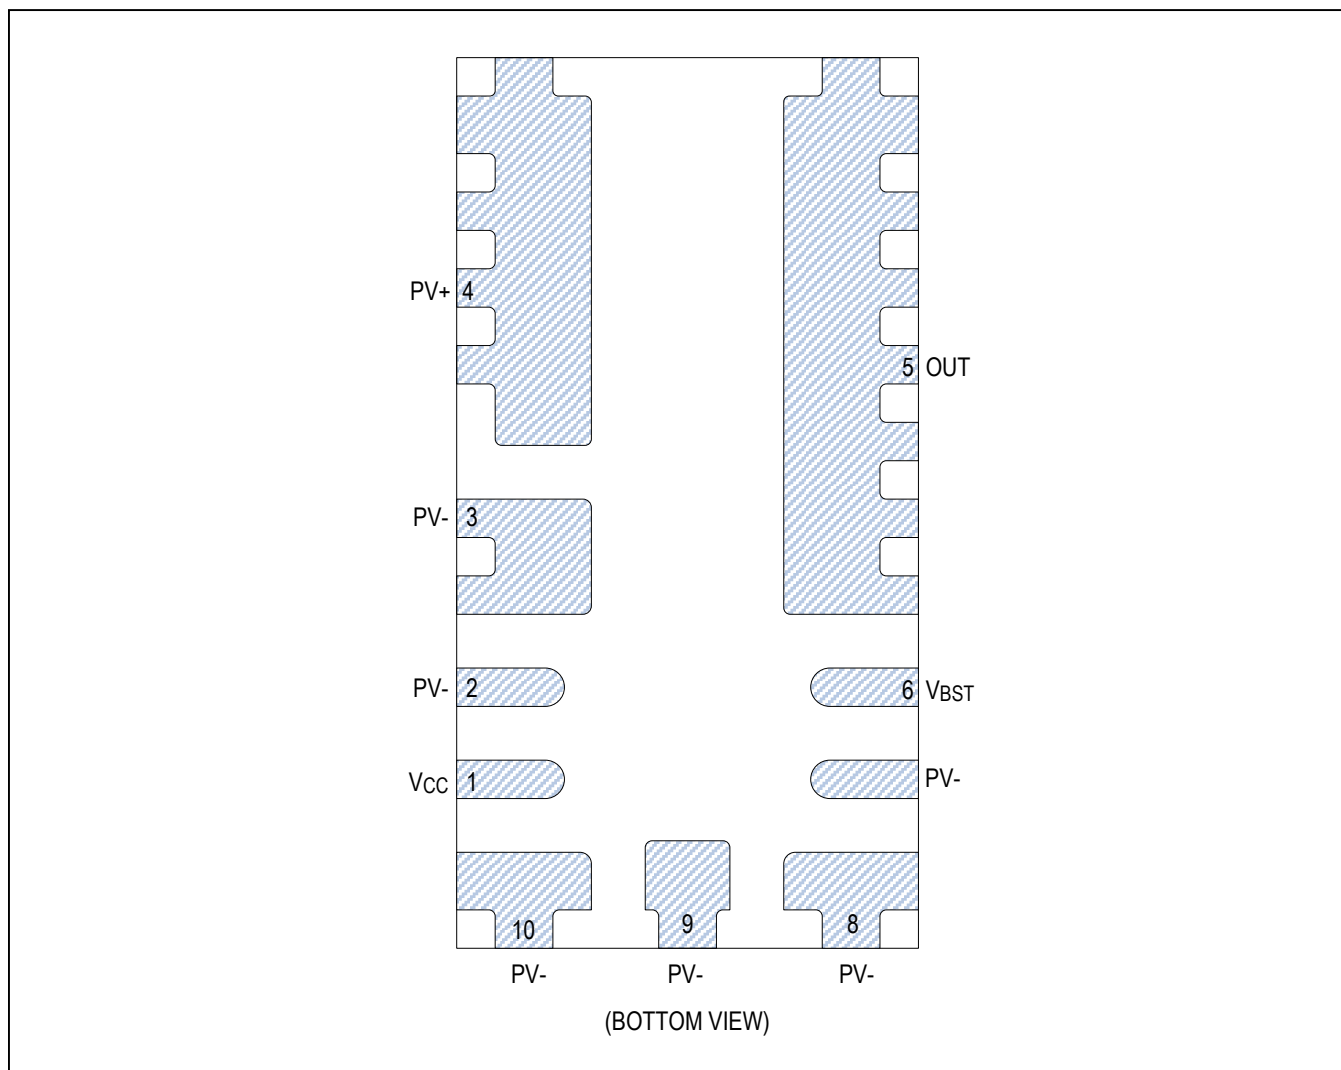 PV+ 4
5 OUT
PV- 3
PV- 2
6 VBST
VCC 1
PV-
10
9
8
PV-
PV-
PV-
(BOTTOM VIEW)